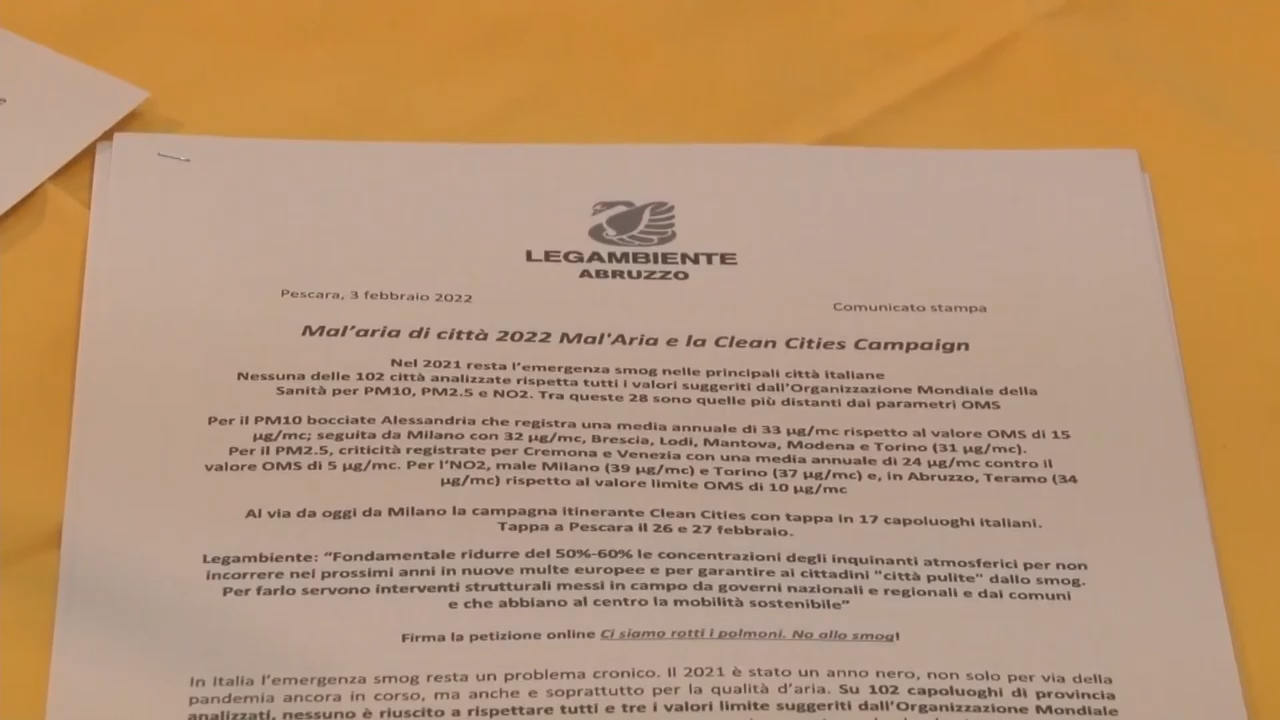 e
LEGAMBIENTE
ABRUZZO
Pescara, 3 febbraio 2022
Comunicato stampa
Mal'aria di città 2022 Mal'Aria e la Clean Cities Campaign
Nel 2021 resta l'emergenza smog nelle principali città italiane
Nessuna delle 102 città analizzate rispetta tutti i valori suggeriti dall'Organizzazione Mondiale della
Sanità per PM10, PM2.5 e NO2. Tra queste 28 sono quelle più distanti dai parametri OMS
Per il PM10 bocciate Alessandria che registra una media annuale di 33 µg/mc rispetto al valore OMS di 15
µg/mc; seguita da Milano con 32 µg/mc, Brescia, Lodi, Mantova, Modena e Torino (31 µg/mc).
Per il PM2.5, criticità registrate per Cremona e Venezia con una media annuale di 24 µg/mc contro il
valore OMS di 5 µg/mc. Per l'NO2, male Milano (39 µg/mc) e Torino (37 µg/mc) e, in Abruzzo, Teramo (34
µg/mc) rispetto al valore limite OMS di 10 µg/mc
Al via da oggi da Milano la campagna itinerante Clean Cities con tappa in 17 capoluoghi italiani.
Tappa a Pescara il 26 e 27 febbraio.
Legambiente: "Fondamentale ridurre del 50%-60% le concentrazioni degli inquinanti atmosferici per non
incorrere nei prossimi anni in nuove multe europee e per garantire ai cittadini "città pulite" dallo smog.
Per farlo servono interventi strutturali messi in campo da governi nazionali e regionali e dai comuni
e che abbiano al centro la mobilità sostenibile"
Firma la petizione online Ci siamo rotti i polmoni. No allo smog!
In Italia l'emergenza smog resta un problema cronico. Il 2021 è stato un anno nero, non solo per via della
pandemia ancora in corso, ma anche e soprattutto per la qualità d'aria. Su 102 capoluoghi di provincia
analizzati, nessuno è riuscito a rispettare tutti e tre i valori limite suggeriti dall'Organizzazione Mondiale